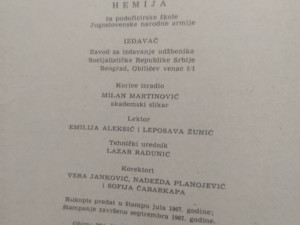 HEMIJA
za podoficirske škole
Jugoslovenske narodne armije
IZDAVAČ
Zavod za izdavanje udžbenika
Socijalističke Republike Srbije
Beograd, Obilićev venac 5/I
Korice izradio
MILAN MARTINOVIĆ
akademski slikar
Lektor
EMILIJA ALEKSIĆ I LEPOSAVA ŽUNIĆ
Tehnički urednik
LAZAR RADUNIĆ
Korektori
VERA JANKOVIĆ, NADEŽDA PLANOJEVIĆ
I SOFIJA ČABARKAPA
Rukopis predat u štampu jula 1967. godine;
štampanje završeno septembra 1967. godine.